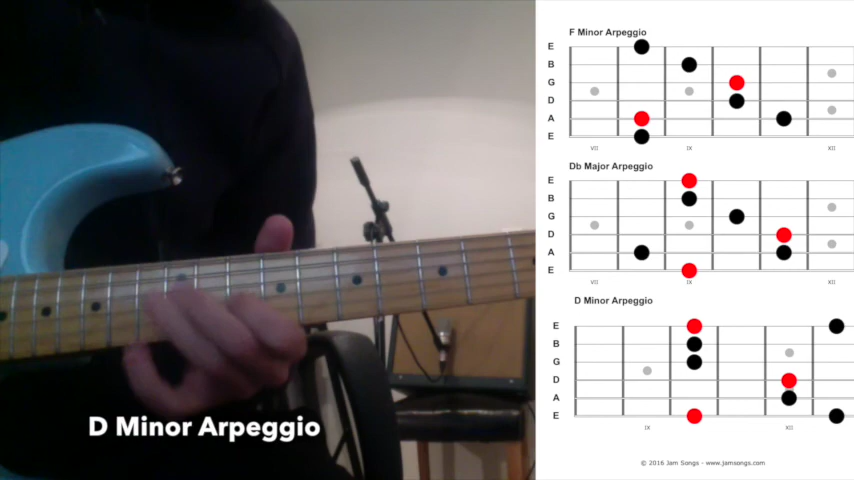 F Minor Arpeggio
E
B
G
D
A
E
VII IX XII
Db Major Arpeggio
E
B
G
D
A
E
VII IX XII
D Minor Arpeggio
E
B
G
D
A
E
IX XII
© 2016 Jam Songs - www.jamsongs.com
D Minor Arpeggio